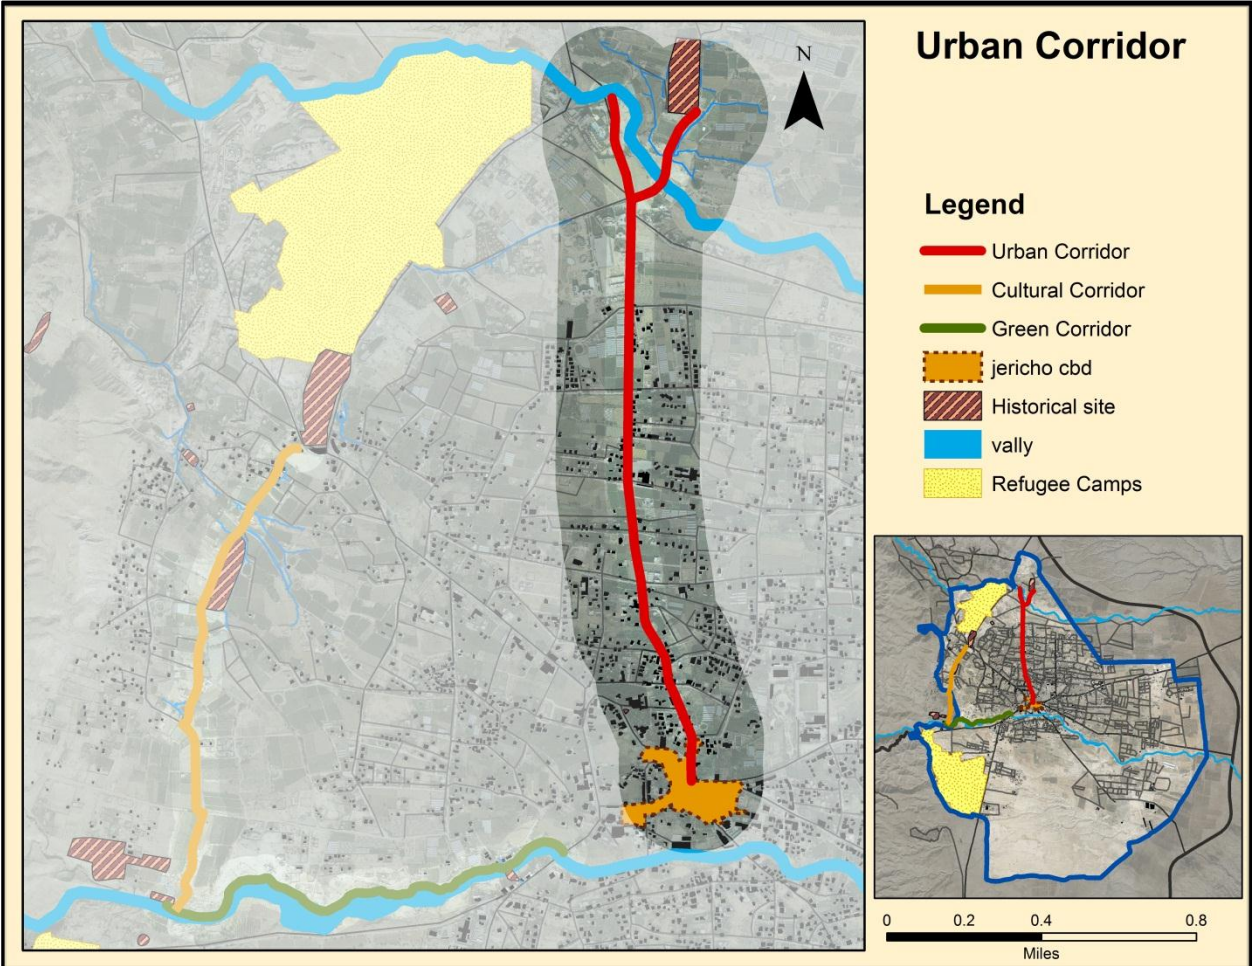 Urban Corridor
N
Legend
Urban Corridor
Cultural Corridor
Green Corridor
jericho cbd
Historical site
vally
Refugee Camps
0 0.2 0.4 0.8
Miles